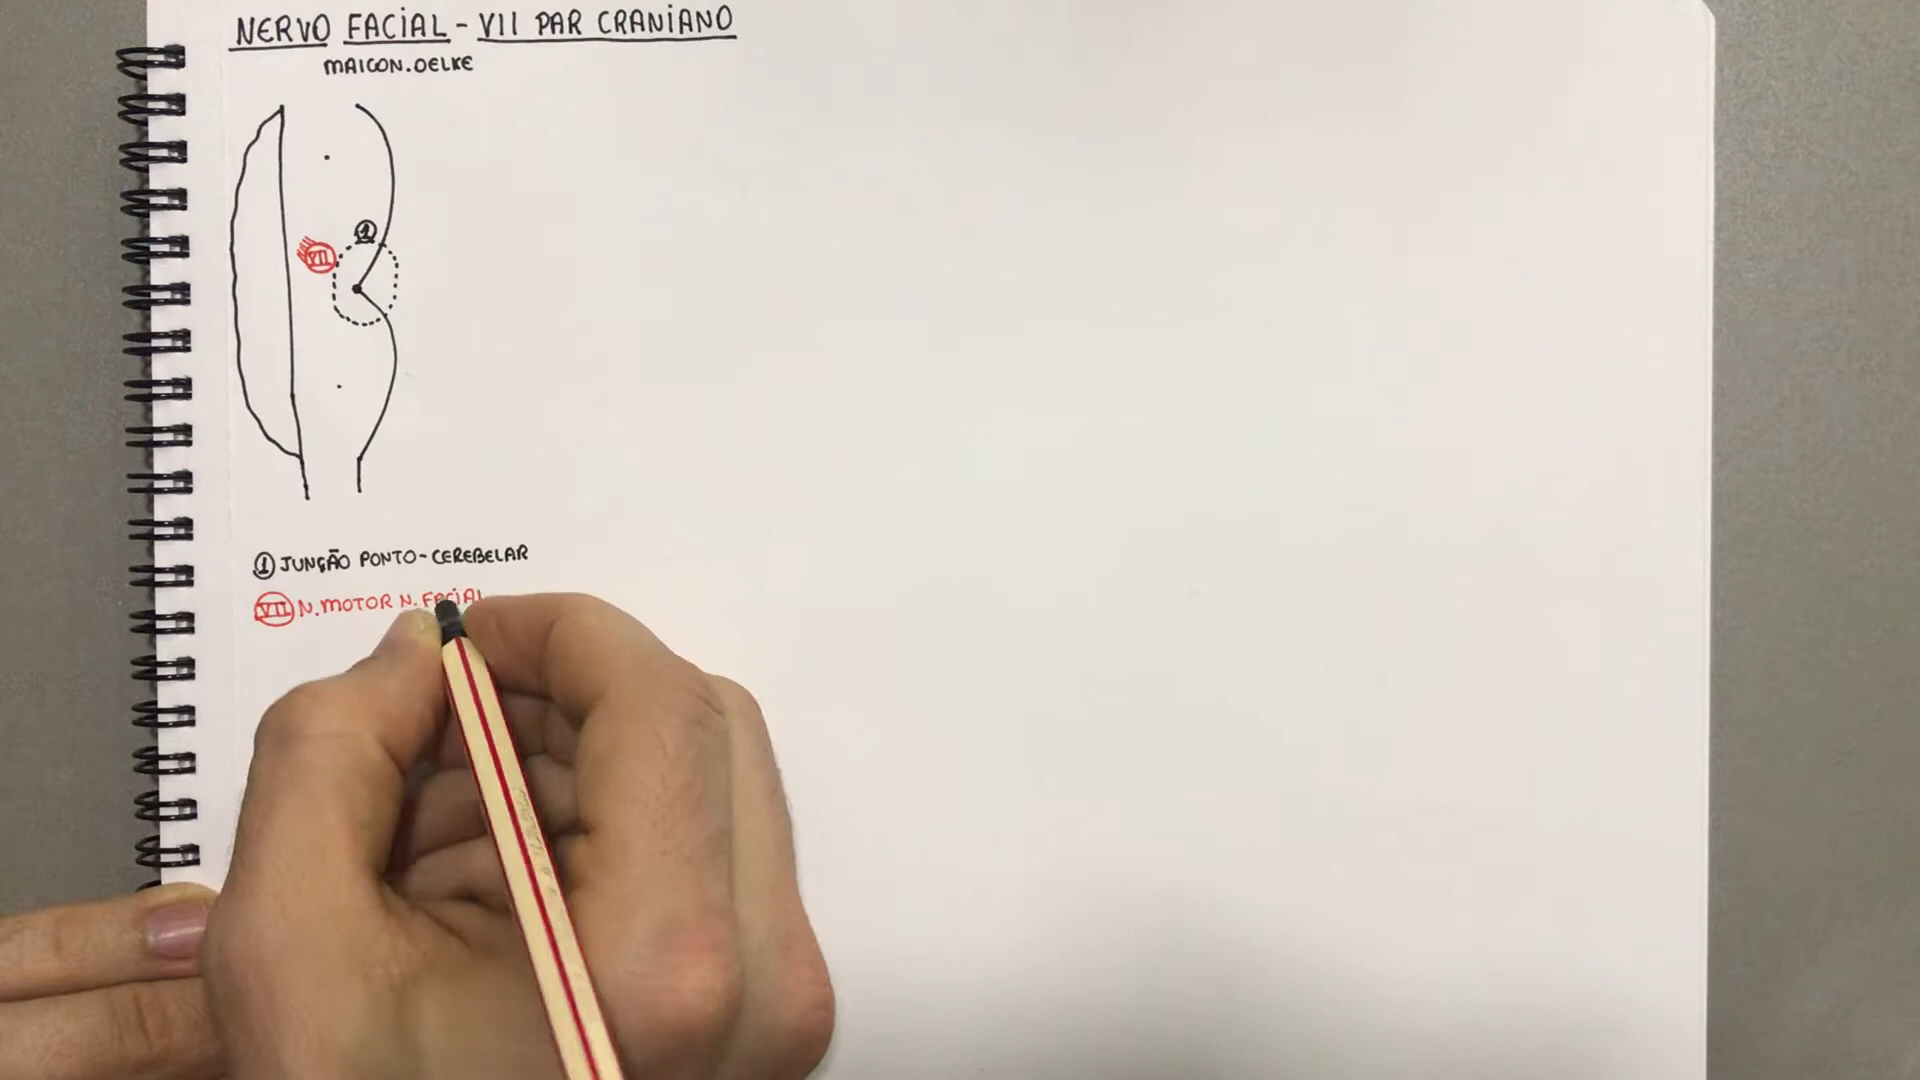 NERVO FACIAL - VII PAR CRANIANO
MAICON.OELKE
1
VII
1 JUNÇÃO PONTO-CEREBELAR
VII N. MOTOR N. FACIAL